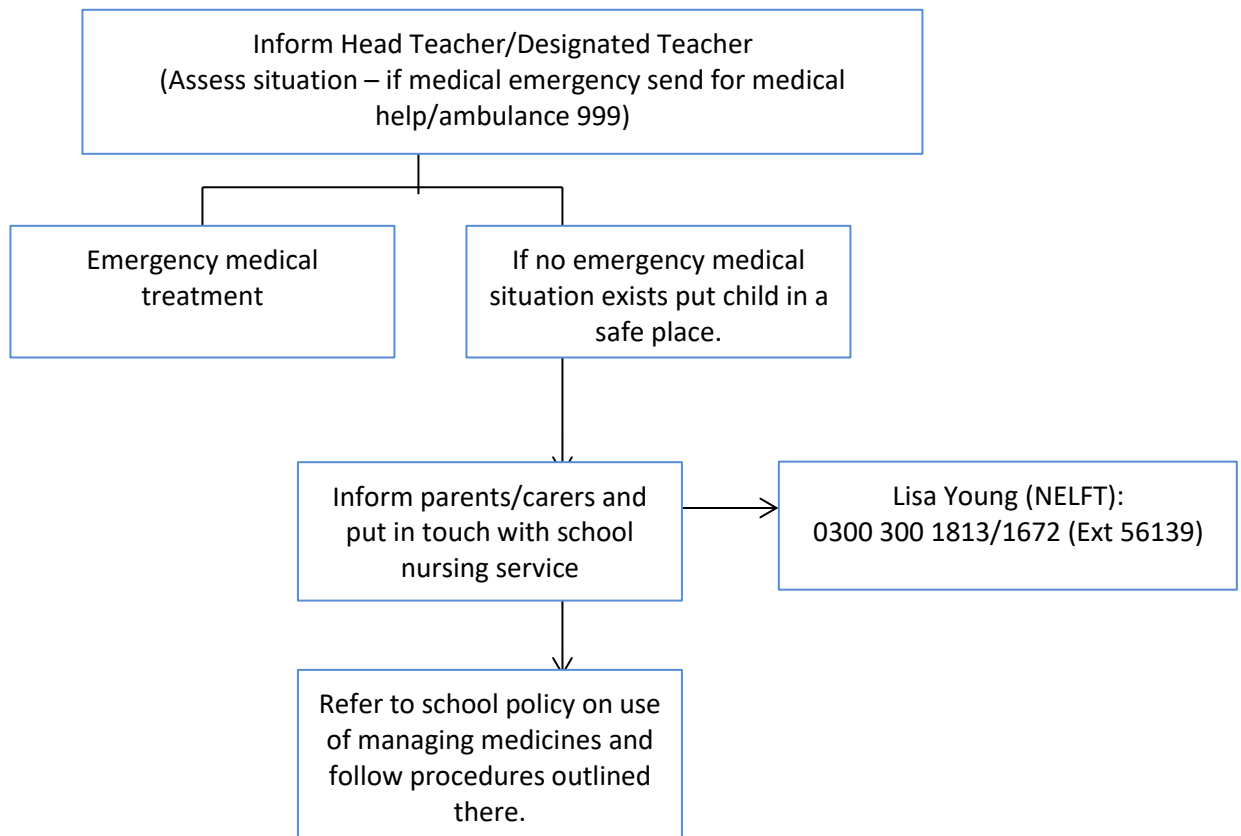 Inform Head Teacher/Designated Teacher
(Assess situation – if medical emergency send for medical
help/ambulance 999)
Emergency medical
treatment
If no emergency medical
situation exists put child in a
safe place.
Inform parents/carers and
put in touch with school
nursing service
Lisa Young (NELFT):
0300 300 1813/1672 (Ext 56139)
Refer to school policy on use
of managing medicines and
follow procedures outlined
there.